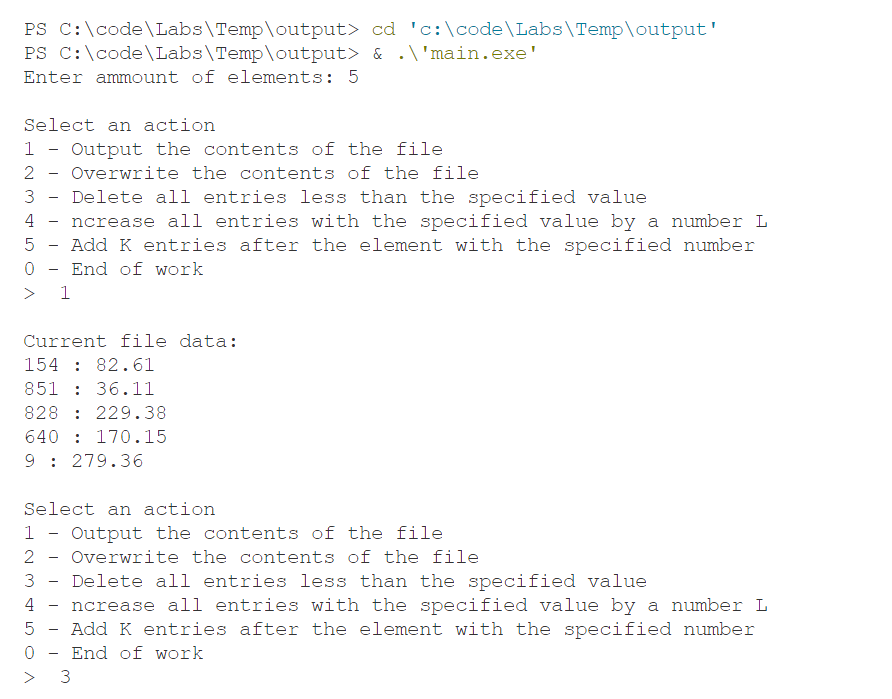 PS C:\code\Labs\Temp\output> cd 'c:\code\Labs\Temp\output'
PS C:\code\Labs\Temp\output> & .\'main.exe'
Enter ammount of elements: 5

Select an action
1 - Output the contents of the file
2 - Overwrite the contents of the file
3 - Delete all entries less than the specified value
4 - ncrease all entries with the specified value by a number L
5 - Add K entries after the element with the specified number
0 - End of work
>  1

Current file data:
154 : 82.61
851 : 36.11
828 : 229.38
640 : 170.15
9 : 279.36

Select an action
1 - Output the contents of the file
2 - Overwrite the contents of the file
3 - Delete all entries less than the specified value
4 - ncrease all entries with the specified value by a number L
5 - Add K entries after the element with the specified number
0 - End of work
>  3